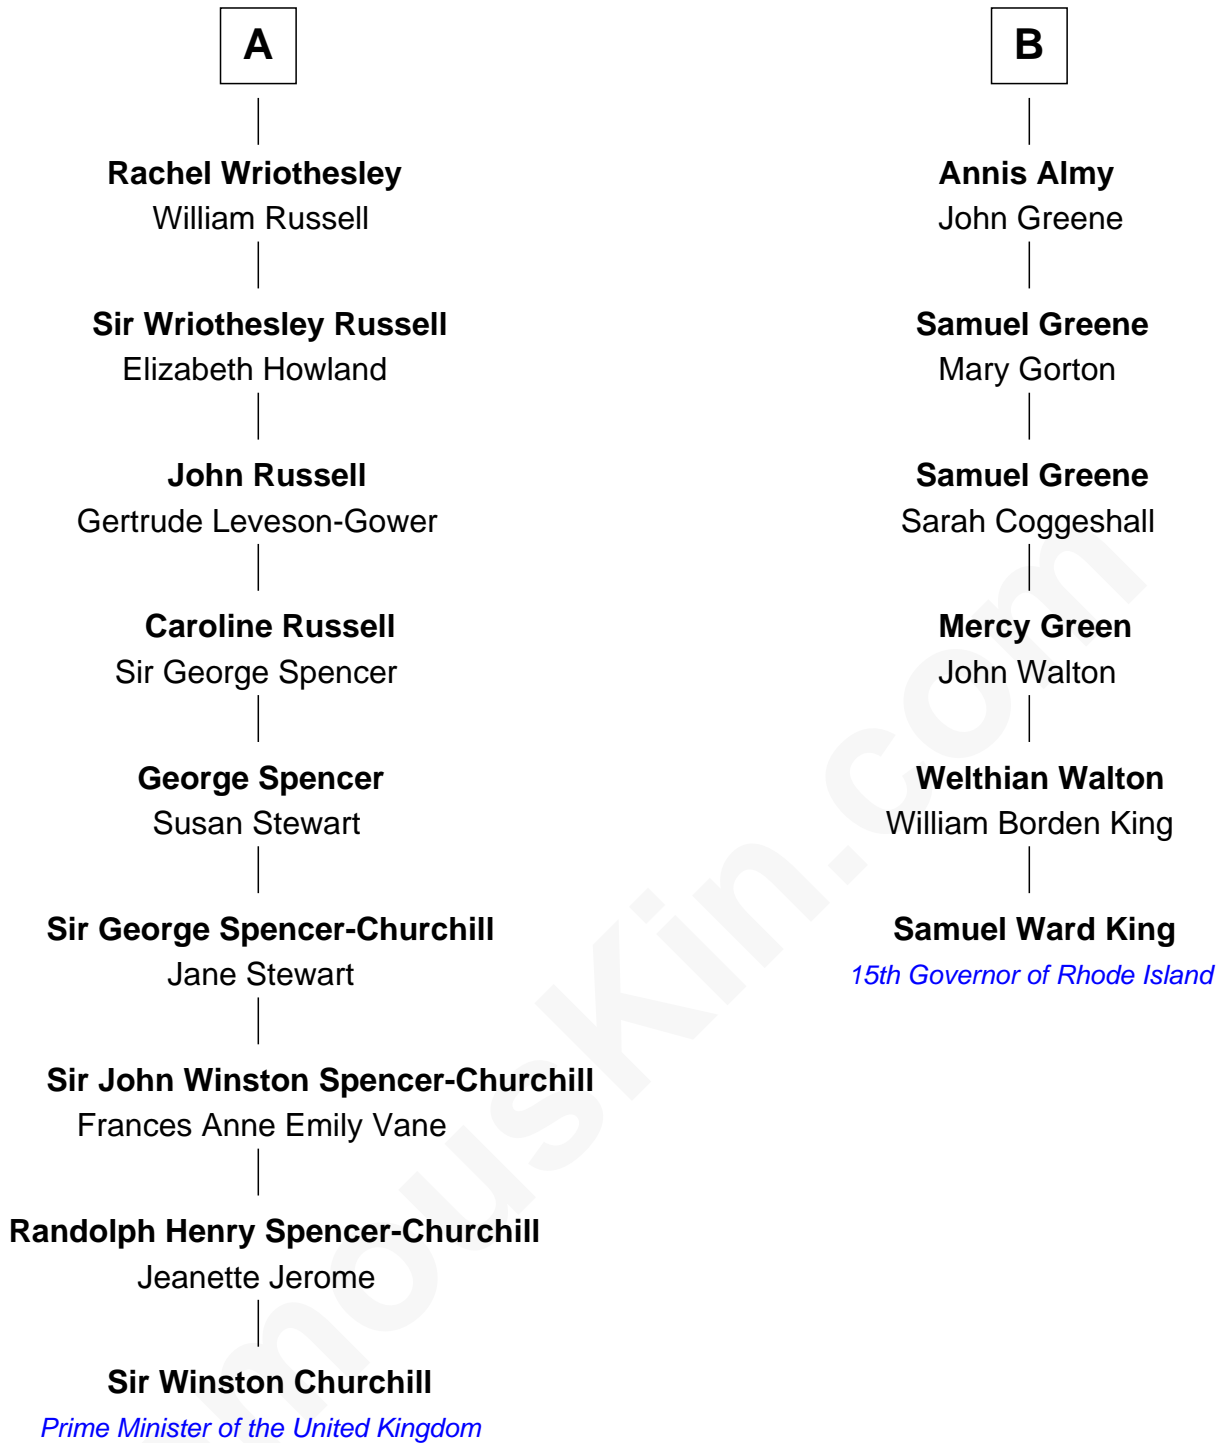 A
Rachel Wriothesley
William Russell
Sir Wriothesley Russell
Elizabeth Howland
John Russell
Gertrude Leveson-Gower
Caroline Russell
Sir George Spencer
George Spencer
Susan Stewart
Sir George Spencer-Churchill
Jane Stewart
Sir John Winston Spencer-Churchill
Frances Anne Emily Vane
Randolph Henry Spencer-Churchill
Jeanette Jerome
Sir Winston Churchill
Prime Minister of the United Kingdom
B
Annis Almy
John Greene
Samuel Greene
Mary Gorton
Samuel Greene
Sarah Coggeshall
Mercy Green
John Walton
Welthian Walton
William Borden King
Samuel Ward King
15th Governor of Rhode Island
mousKin.com